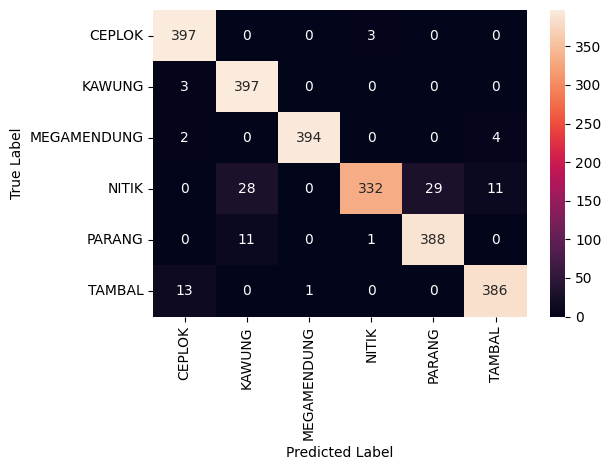 CEPLOK 397 0 0 3 0 0
KAWUNG 3 397 0 0 0 0
MEGAMENDUNG 2 0 394 0 0 4
NITIK 0 28 0 332 29 11
PARANG 0 11 0 1 388 0
TAMBAL 13 0 1 0 0 386
True Label
CEPLOK KAWUNG MEGAMENDUNG NITIK PARANG TAMBAL
Predicted Label
350
300
250
200
150
100
50
0